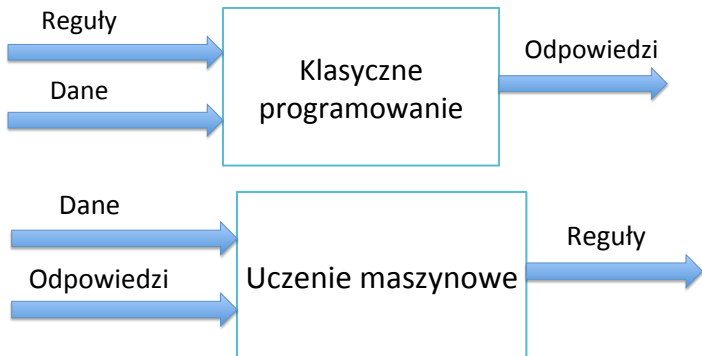 Reguły
Dane
Klasyczne
programowanie
Odpowiedzi
Dane
Odpowiedzi
Uczenie maszynowe
Reguły